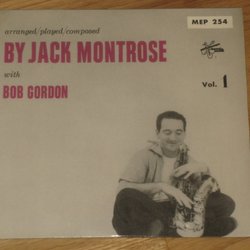 MEP 254
arranged/played/composed
BY JACK MONTROSE
with
BOB GORDON
Vol. 1